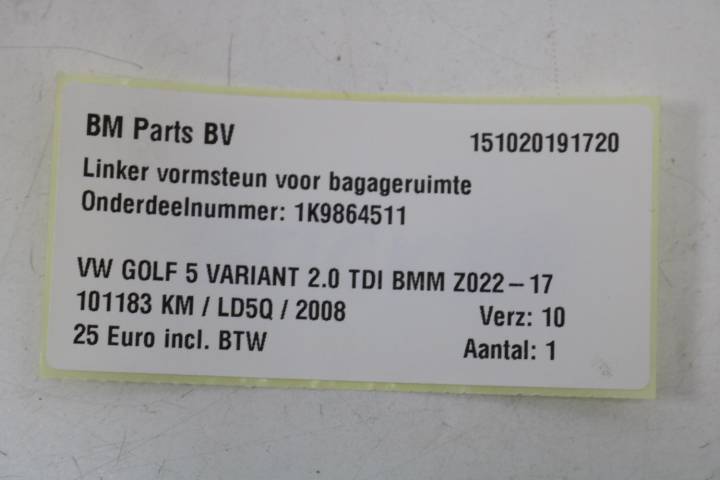 BM Parts BV 151020191720
Linker vormsteun voor bagageruimte
Onderdeelnummer: 1K9864511
VW GOLF 5 VARIANT 2.0 TDI BMM Z022-17
101183 KM / LD5Q / 2008 Verz: 10
25 Euro incl. BTW Aantal: 1